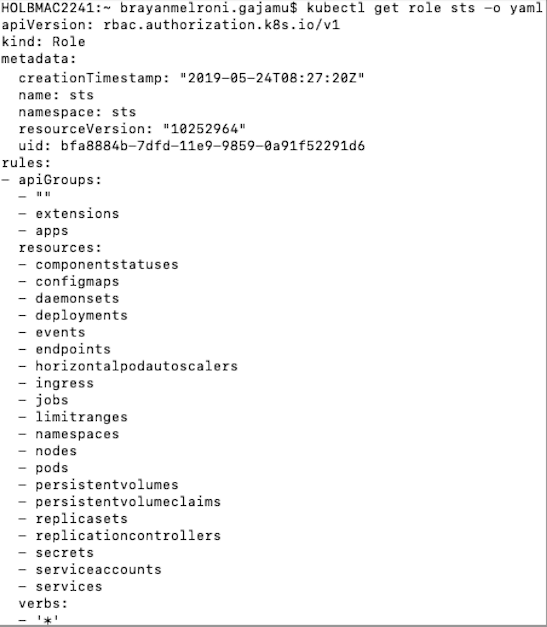 HOLBMAC2241:~ brayanmelroni.gajamu$ kubectl get role sts -o yaml
apiVersion: rbac.authorization.k8s.io/v1
kind: Role
metadata:
  creationTimestamp: "2019-05-24T08:27:20Z"
  name: sts
  namespace: sts
  resourceVersion: "10252964"
  uid: bfa8884b-7dfd-11e9-9859-0a91f52291d6
rules:
- apiGroups:
  - ""
  - extensions
  - apps
  resources:
  - componentstatuses
  - configmaps
  - daemonsets
  - deployments
  - events
  - endpoints
  - horizontalpodautoscalers
  - ingress
  - jobs
  - limitranges
  - namespaces
  - nodes
  - pods
  - persistentvolumes
  - persistentvolumeclaims
  - replicasets
  - replicationcontrollers
  - secrets
  - serviceaccounts
  - services
  verbs:
  - '*'